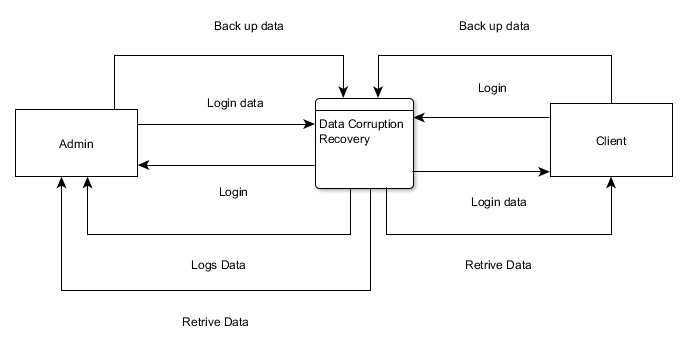 Back up data
Back up data
Login data
Login
Admin
Data Corruption
Recovery
Client
Login
Login data
Logs Data
Retrive Data
Retrive Data